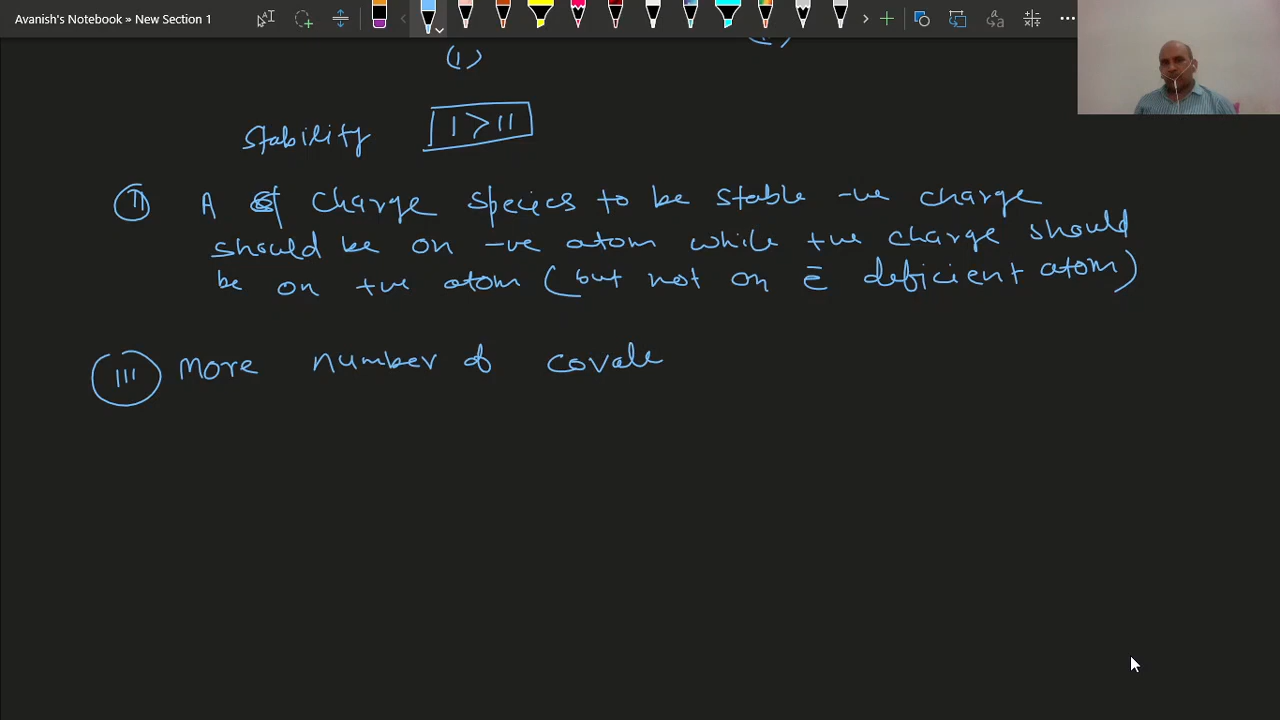 Avanish's Notebook » New Section 1
(I)
Stability I > II
II A charge species to be stable -ve charge
should be on -ve atom while +ve charge should
be on +ve atom (but not on ē deficient atom)
III More number of covale